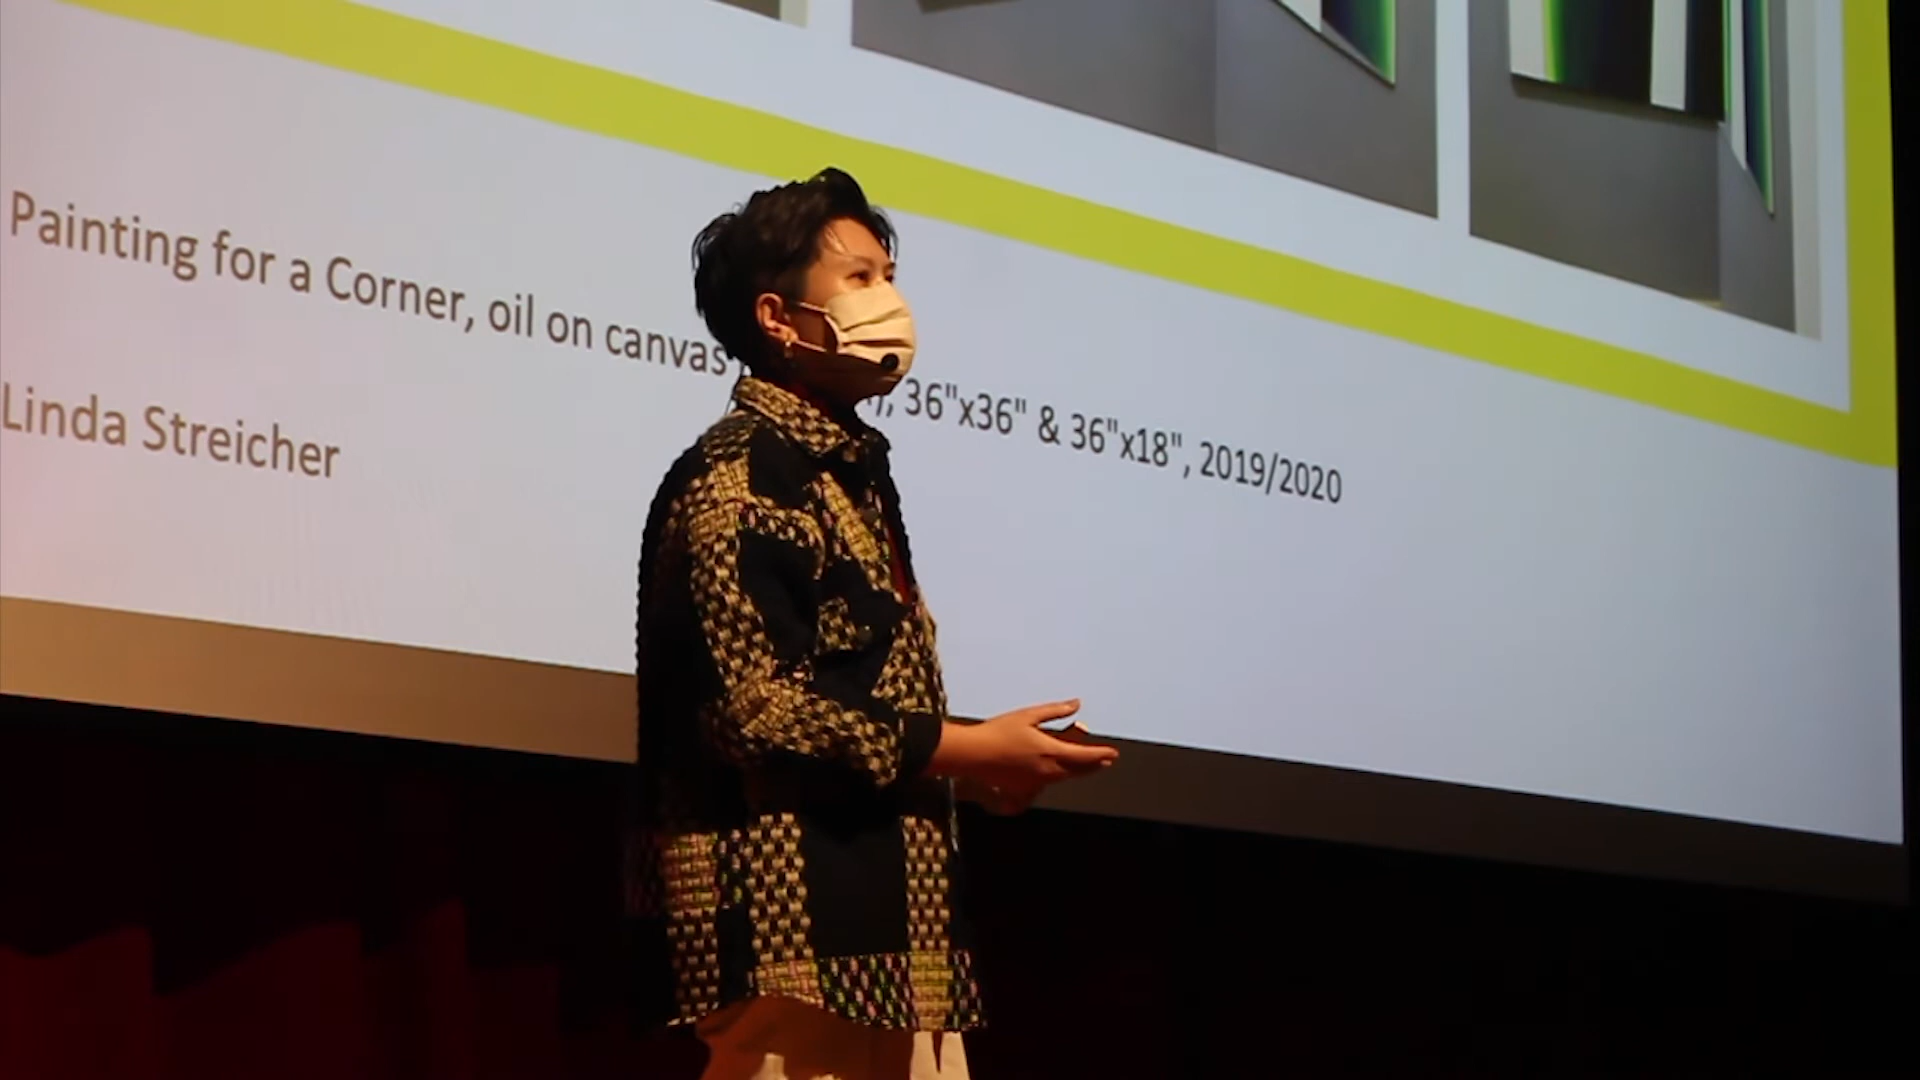 Painting for a Corner, oil on canvas , 36"x36" & 36"x18", 2019/2020
Linda Streicher